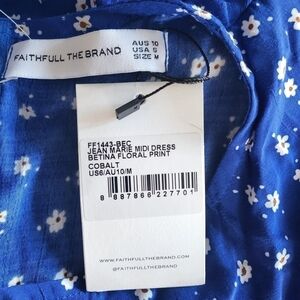 FAITHFULL THE BRAND
AUS 10
USA 6
SIZE M
FF1443-BEC
JEAN MARIE MIDI DRESS
BETINA FLORAL PRINT
COBALT
US6/AU10/M
8 887866 227701
WWW.FAITHFULLTHEBRAND.COM
@FAITHFULLTHEBRAND